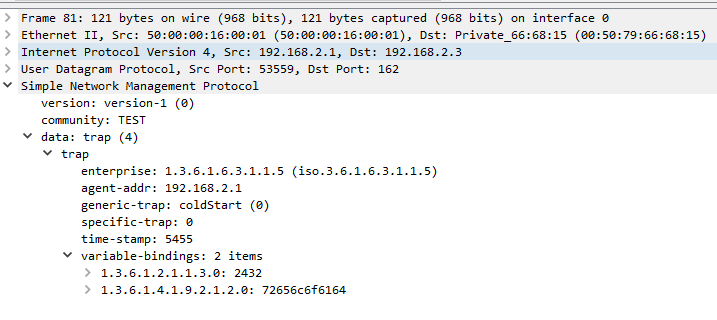 Frame 81: 121 bytes on wire (968 bits), 121 bytes captured (968 bits) on interface 0
Ethernet II, Src: 50:00:00:16:00:01 (50:00:00:16:00:01), Dst: Private_66:68:15 (00:50:79:66:68:15)
Internet Protocol Version 4, Src: 192.168.2.1, Dst: 192.168.2.3
User Datagram Protocol, Src Port: 53559, Dst Port: 162
Simple Network Management Protocol
version: version-1 (0)
community: TEST
data: trap (4)
trap
enterprise: 1.3.6.1.6.3.1.1.5 (iso.3.6.1.6.3.1.1.5)
agent-addr: 192.168.2.1
generic-trap: coldStart (0)
specific-trap: 0
time-stamp: 5455
variable-bindings: 2 items
1.3.6.1.2.1.1.3.0: 2432
1.3.6.1.4.1.9.2.1.2.0: 72656c6f6164